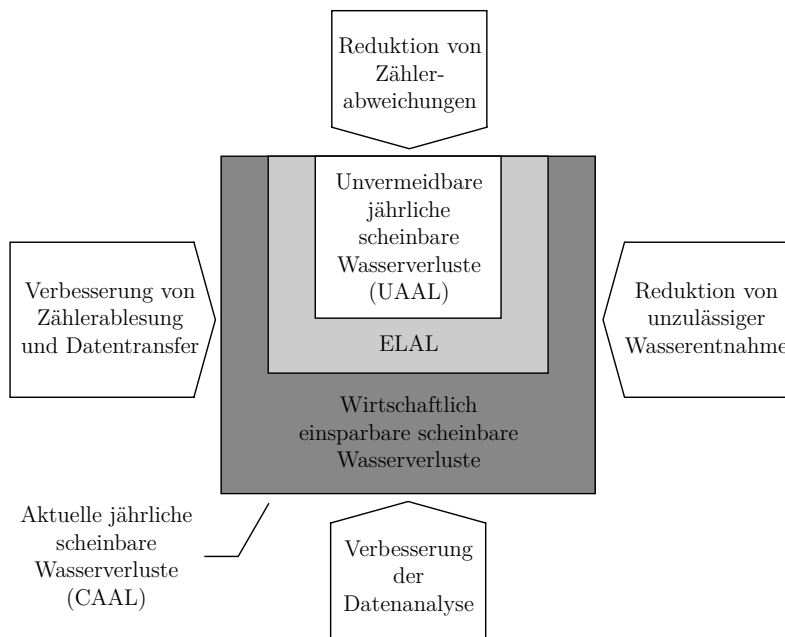 Reduktion von
Zähler-
abweichungen
Unvermeidbare
jährliche
scheinbare
Wasserverluste
(UAAL)
Verbesserung von
Zählerablesung
und Datentransfer
Reduktion von
unzulässiger
Wasserentnahme
ELAL
Wirtschaftlich
einsparbare scheinbare
Wasserverluste
Aktuelle jährliche
scheinbare
Wasserverluste
(CAAL)
Verbesserung
der
Datenanalyse